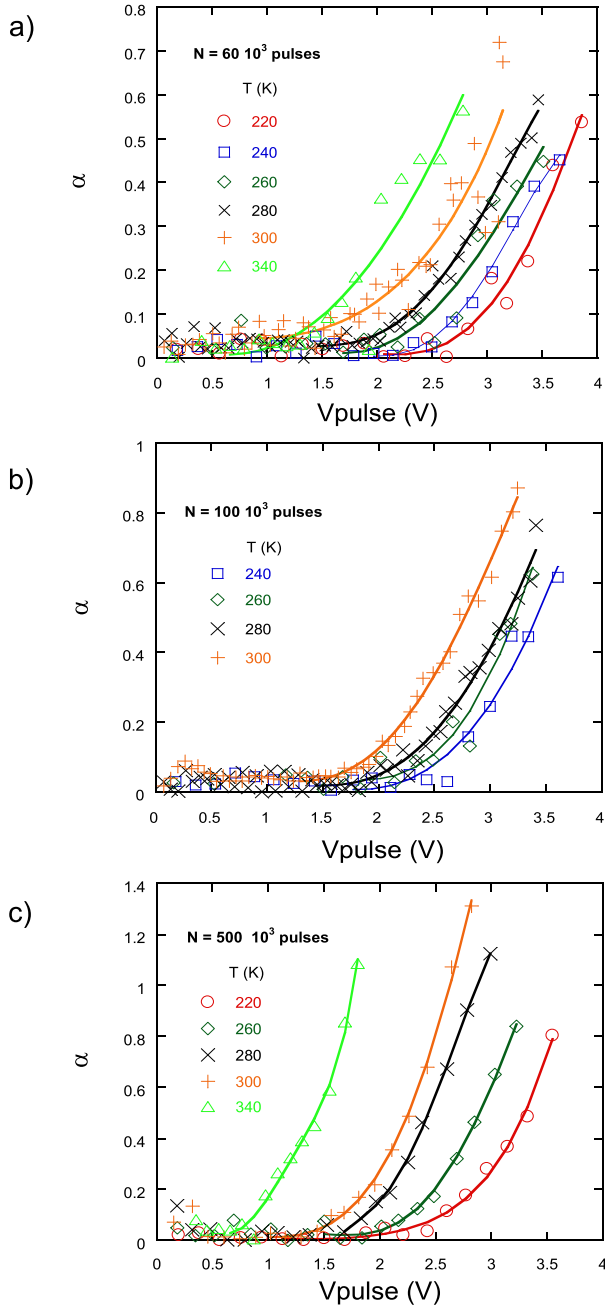 a)
0.8
0.7
0.6
0.5
0.4
0.3
0.2
0.1
0
α
N = 60 10³ pulses
T (K)
220
240
260
280
300
340
0 0.5 1 1.5 2 2.5 3 3.5 4
Vpulse (V)
b)
1
0.8
0.6
0.4
0.2
0
α
N = 100 10³ pulses
T (K)
240
260
280
300
0 0.5 1 1.5 2 2.5 3 3.5 4
Vpulse (V)
c)
1.4
1.2
1
0.8
0.6
0.4
0.2
0
α
N = 500 10³ pulses
T (K)
220
260
280
300
340
0 0.5 1 1.5 2 2.5 3 3.5 4
Vpulse (V)